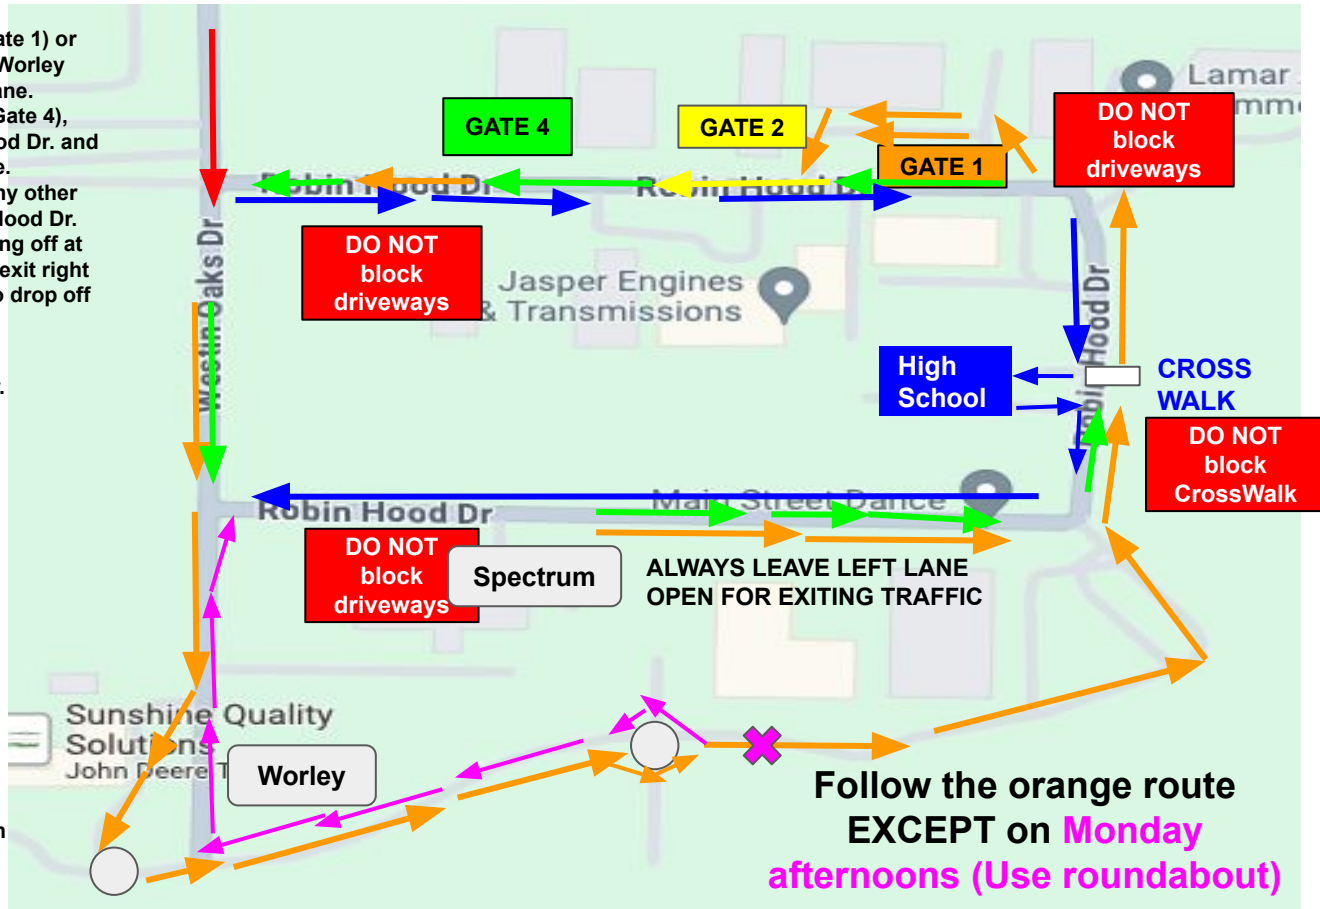 ate 1) or
Worley
ane.
Gate 4),
od Dr. and
e.
ny other
Hood Dr.
ng off at
exit right
o drop off
r.
n
GATE 4
GATE 2
GATE 1
Lamar
DO NOT
block
driveways
Robin Hood Dr
Robin Hood Dr
DO NOT
block
driveways
Jasper Engines
& Transmissions
Westin Oaks Dr
Robin Hood Dr
High
School
CROSS
WALK
DO NOT
block
CrossWalk
Main Street Dance
Robin Hood Dr
DO NOT
block
driveways
Spectrum
ALWAYS LEAVE LEFT LANE
OPEN FOR EXITING TRAFFIC
Sunshine Quality
Solutions
John Deere T
Worley
Follow the orange route
EXCEPT on Monday
afternoons (Use roundabout)